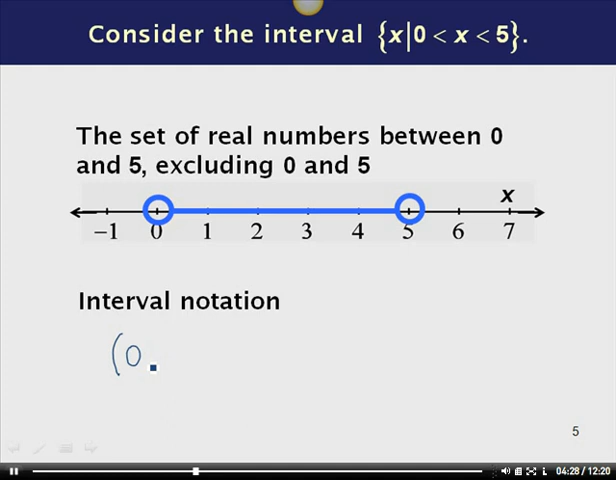 Consider the interval {x|0 < x < 5}.
The set of real numbers between 0
and 5, excluding 0 and 5
x
−1 0 1 2 3 4 5 6 7
Interval notation
(0
5
04:28 / 12:20